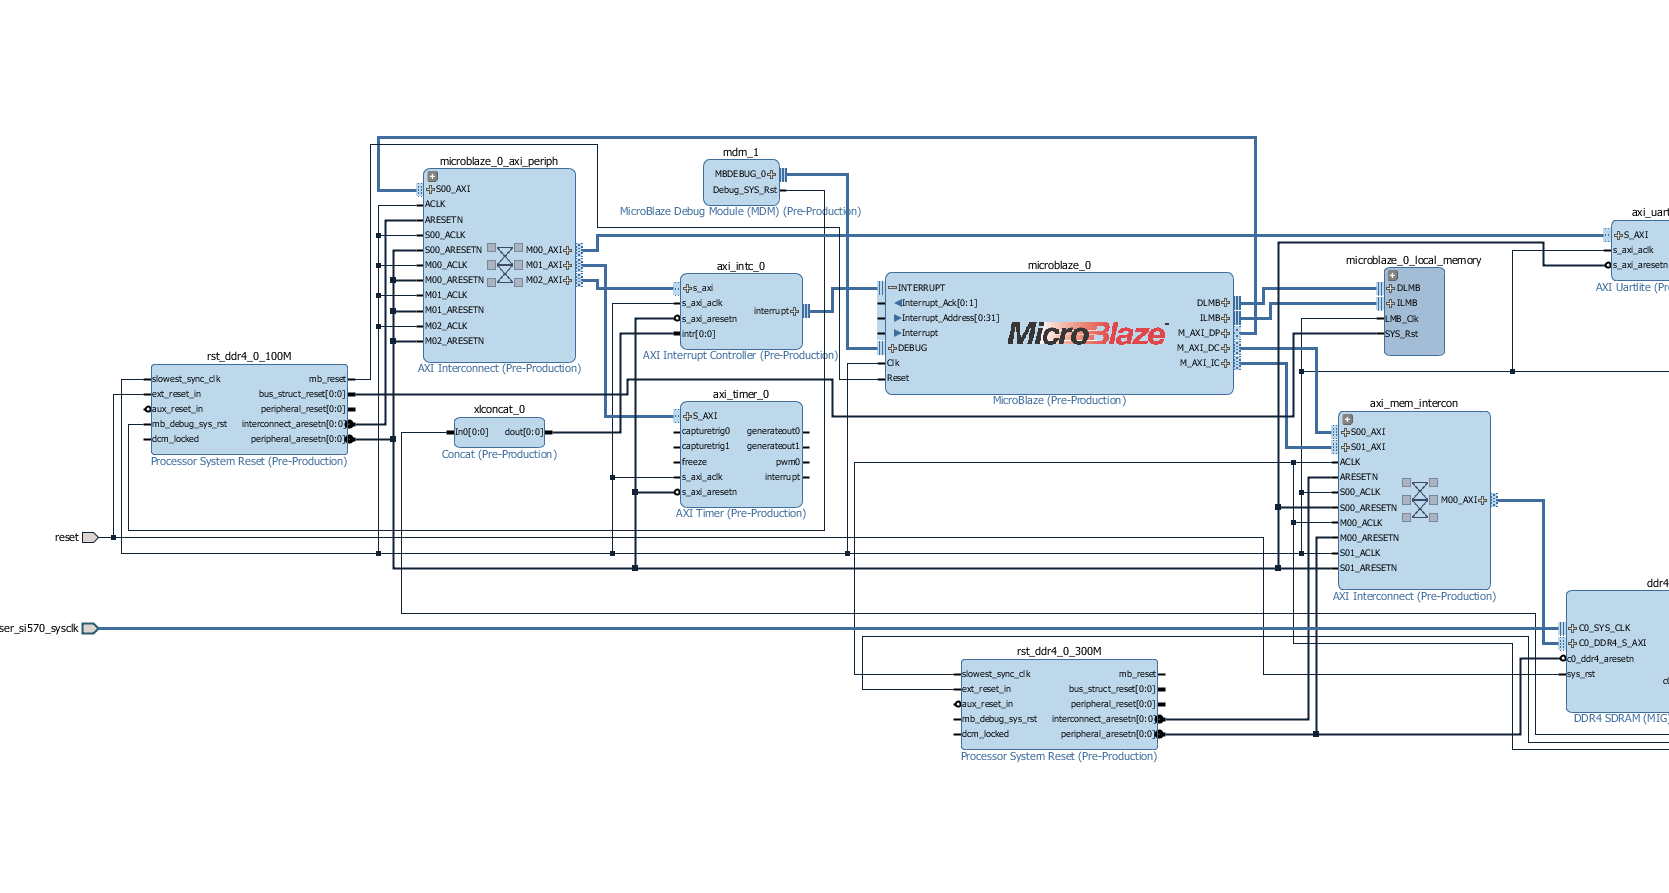 mdm_1
MBDEBUG_0
Debug_SYS_Rst
MicroBlaze Debug Module (MDM) (Pre-Production)
microblaze_0_axi_periph
S00_AXI
ACLK
ARESETN
S00_ACLK
S00_ARESETN
M00_ACLK
M00_ARESETN
M01_ACLK
M01_ARESETN
M02_ACLK
M02_ARESETN
M00_AXI
M01_AXI
M02_AXI
AXI Interconnect (Pre-Production)
axi_intc_0
s_axi
s_axi_aclk
s_axi_aresetn
intr[0:0]
interrupt
AXI Interrupt Controller (Pre-Production)
microblaze_0
INTERRUPT
Interrupt_Ack[0:1]
Interrupt_Address[0:31]
Interrupt
DEBUG
Clk
Reset
MicroBlaze
DLMB
ILMB
M_AXI_DP
M_AXI_DC
M_AXI_IC
MicroBlaze (Pre-Production)
microblaze_0_local_memory
DLMB
ILMB
LMB_Clk
SYS_Rst
axi_uart
S_AXI
s_axi_aclk
s_axi_aresetn
AXI Uartlite (Pr
rst_ddr4_0_100M
slowest_sync_clk
ext_reset_in
aux_reset_in
mb_debug_sys_rst
dcm_locked
mb_reset
bus_struct_reset[0:0]
peripheral_reset[0:0]
interconnect_aresetn[0:0]
peripheral_aresetn[0:0]
Processor System Reset (Pre-Production)
xlconcat_0
In0[0:0]
dout[0:0]
Concat (Pre-Production)
axi_timer_0
S_AXI
capturetrig0
capturetrig1
freeze
s_axi_aclk
s_axi_aresetn
generateout0
generateout1
pwm0
interrupt
AXI Timer (Pre-Production)
axi_mem_intercon
S00_AXI
S01_AXI
ACLK
ARESETN
S00_ACLK
S00_ARESETN
M00_ACLK
M00_ARESETN
S01_ACLK
S01_ARESETN
M00_AXI
AXI Interconnect (Pre-Production)
reset
ser_si570_sysclk
ddr4
C0_SYS_CLK
C0_DDR4_S_AXI
c0_ddr4_aresetn
sys_rst
c0
DDR4 SDRAM (MIG)
rst_ddr4_0_300M
slowest_sync_clk
ext_reset_in
aux_reset_in
mb_debug_sys_rst
dcm_locked
mb_reset
bus_struct_reset[0:0]
peripheral_reset[0:0]
interconnect_aresetn[0:0]
peripheral_aresetn[0:0]
Processor System Reset (Pre-Production)